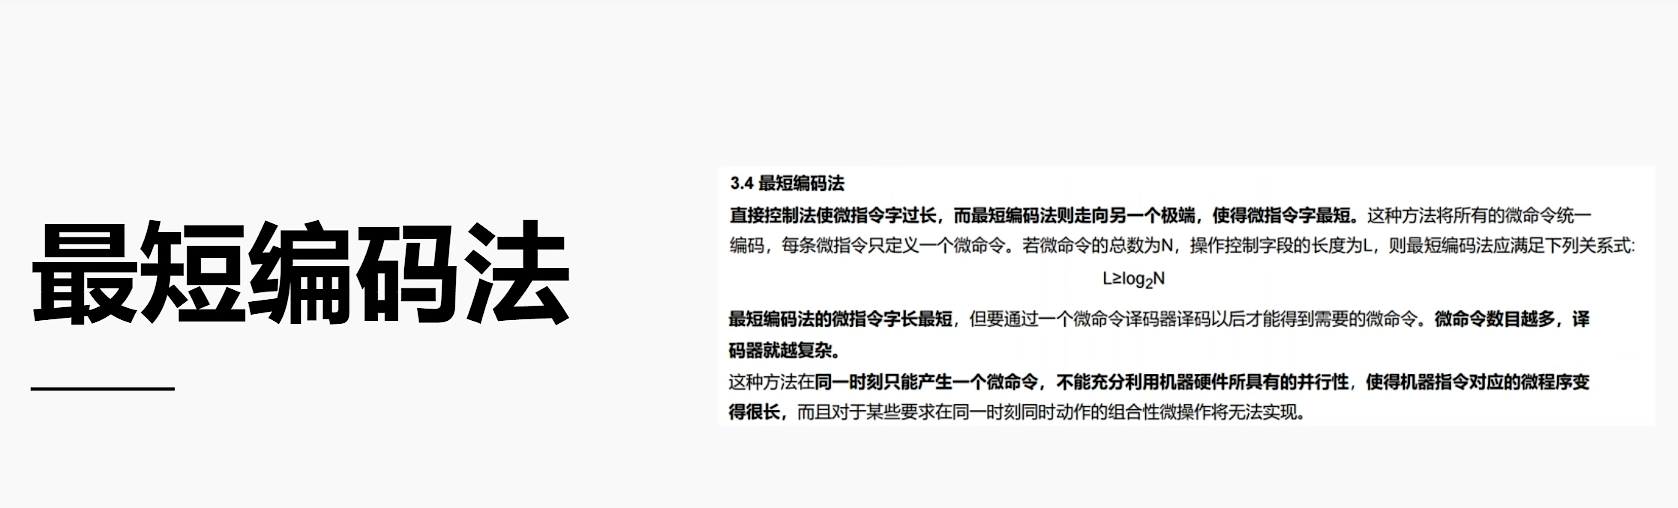 最短编码法
3.4 最短编码法
直接控制法使微指令字过长，而最短编码法则走向另一个极端，使得微指令字最短。这种方法将所有的微命令统一
编码，每条微指令只定义一个微命令。若微命令的总数为N，操作控制字段的长度为L，则最短编码法应满足下列关系式:
L≥log₂N
最短编码法的微指令字长最短，但要通过一个微命令译码器译码以后才能得到需要的微命令。微命令数目越多，译
码器就越复杂。
这种方法在同一时刻只能产生一个微命令，不能充分利用机器硬件所具有的并行性，使得机器指令对应的微程序变
得很长，而且对于某些要求在同一时刻同时动作的组合性微操作将无法实现。